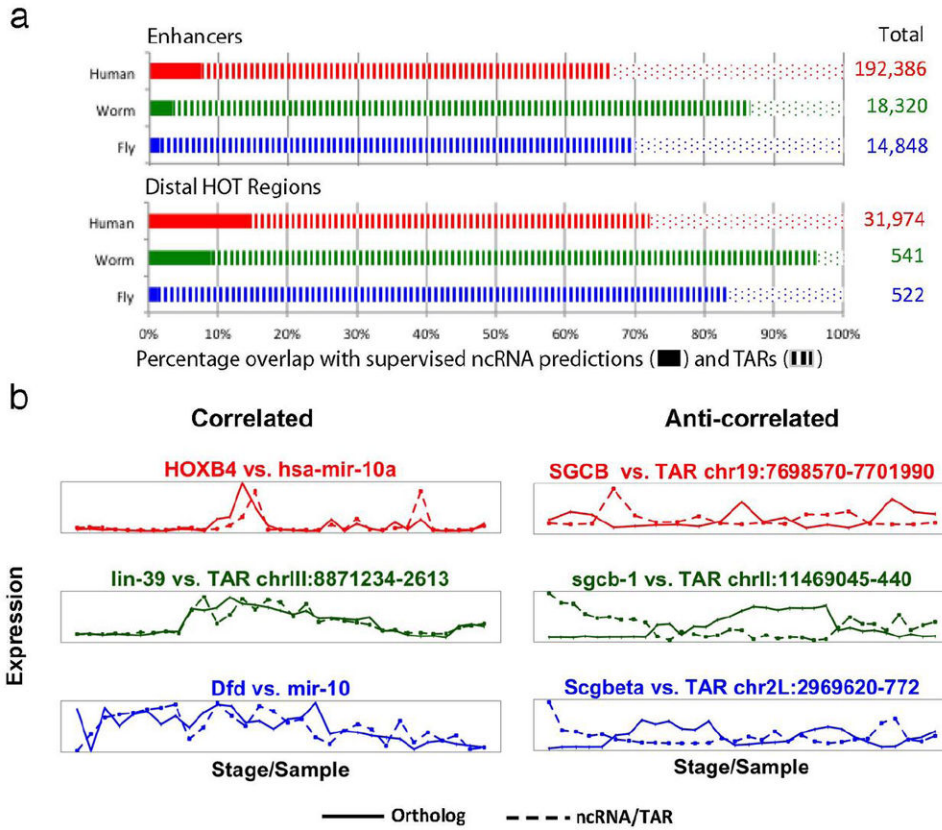 a
Enhancers Total
Human 192,386
Worm 18,320
Fly 14,848
Distal HOT Regions
Human 31,974
Worm 541
Fly 522
0% 10% 20% 30% 40% 50% 60% 70% 80% 90% 100%
Percentage overlap with supervised ncRNA predictions ( ) and TARs ( )
b
Correlated Anti-correlated
HOXB4 vs. hsa-mir-10a SGCB vs. TAR chr19:7698570-7701990
lin-39 vs. TAR chrIII:8871234-2613 sgcb-1 vs. TAR chrII:11469045-440
Expression
Dfd vs. mir-10 Scgbeta vs. TAR chr2L:2969620-772
Stage/Sample Stage/Sample
Ortholog ncRNA/TAR